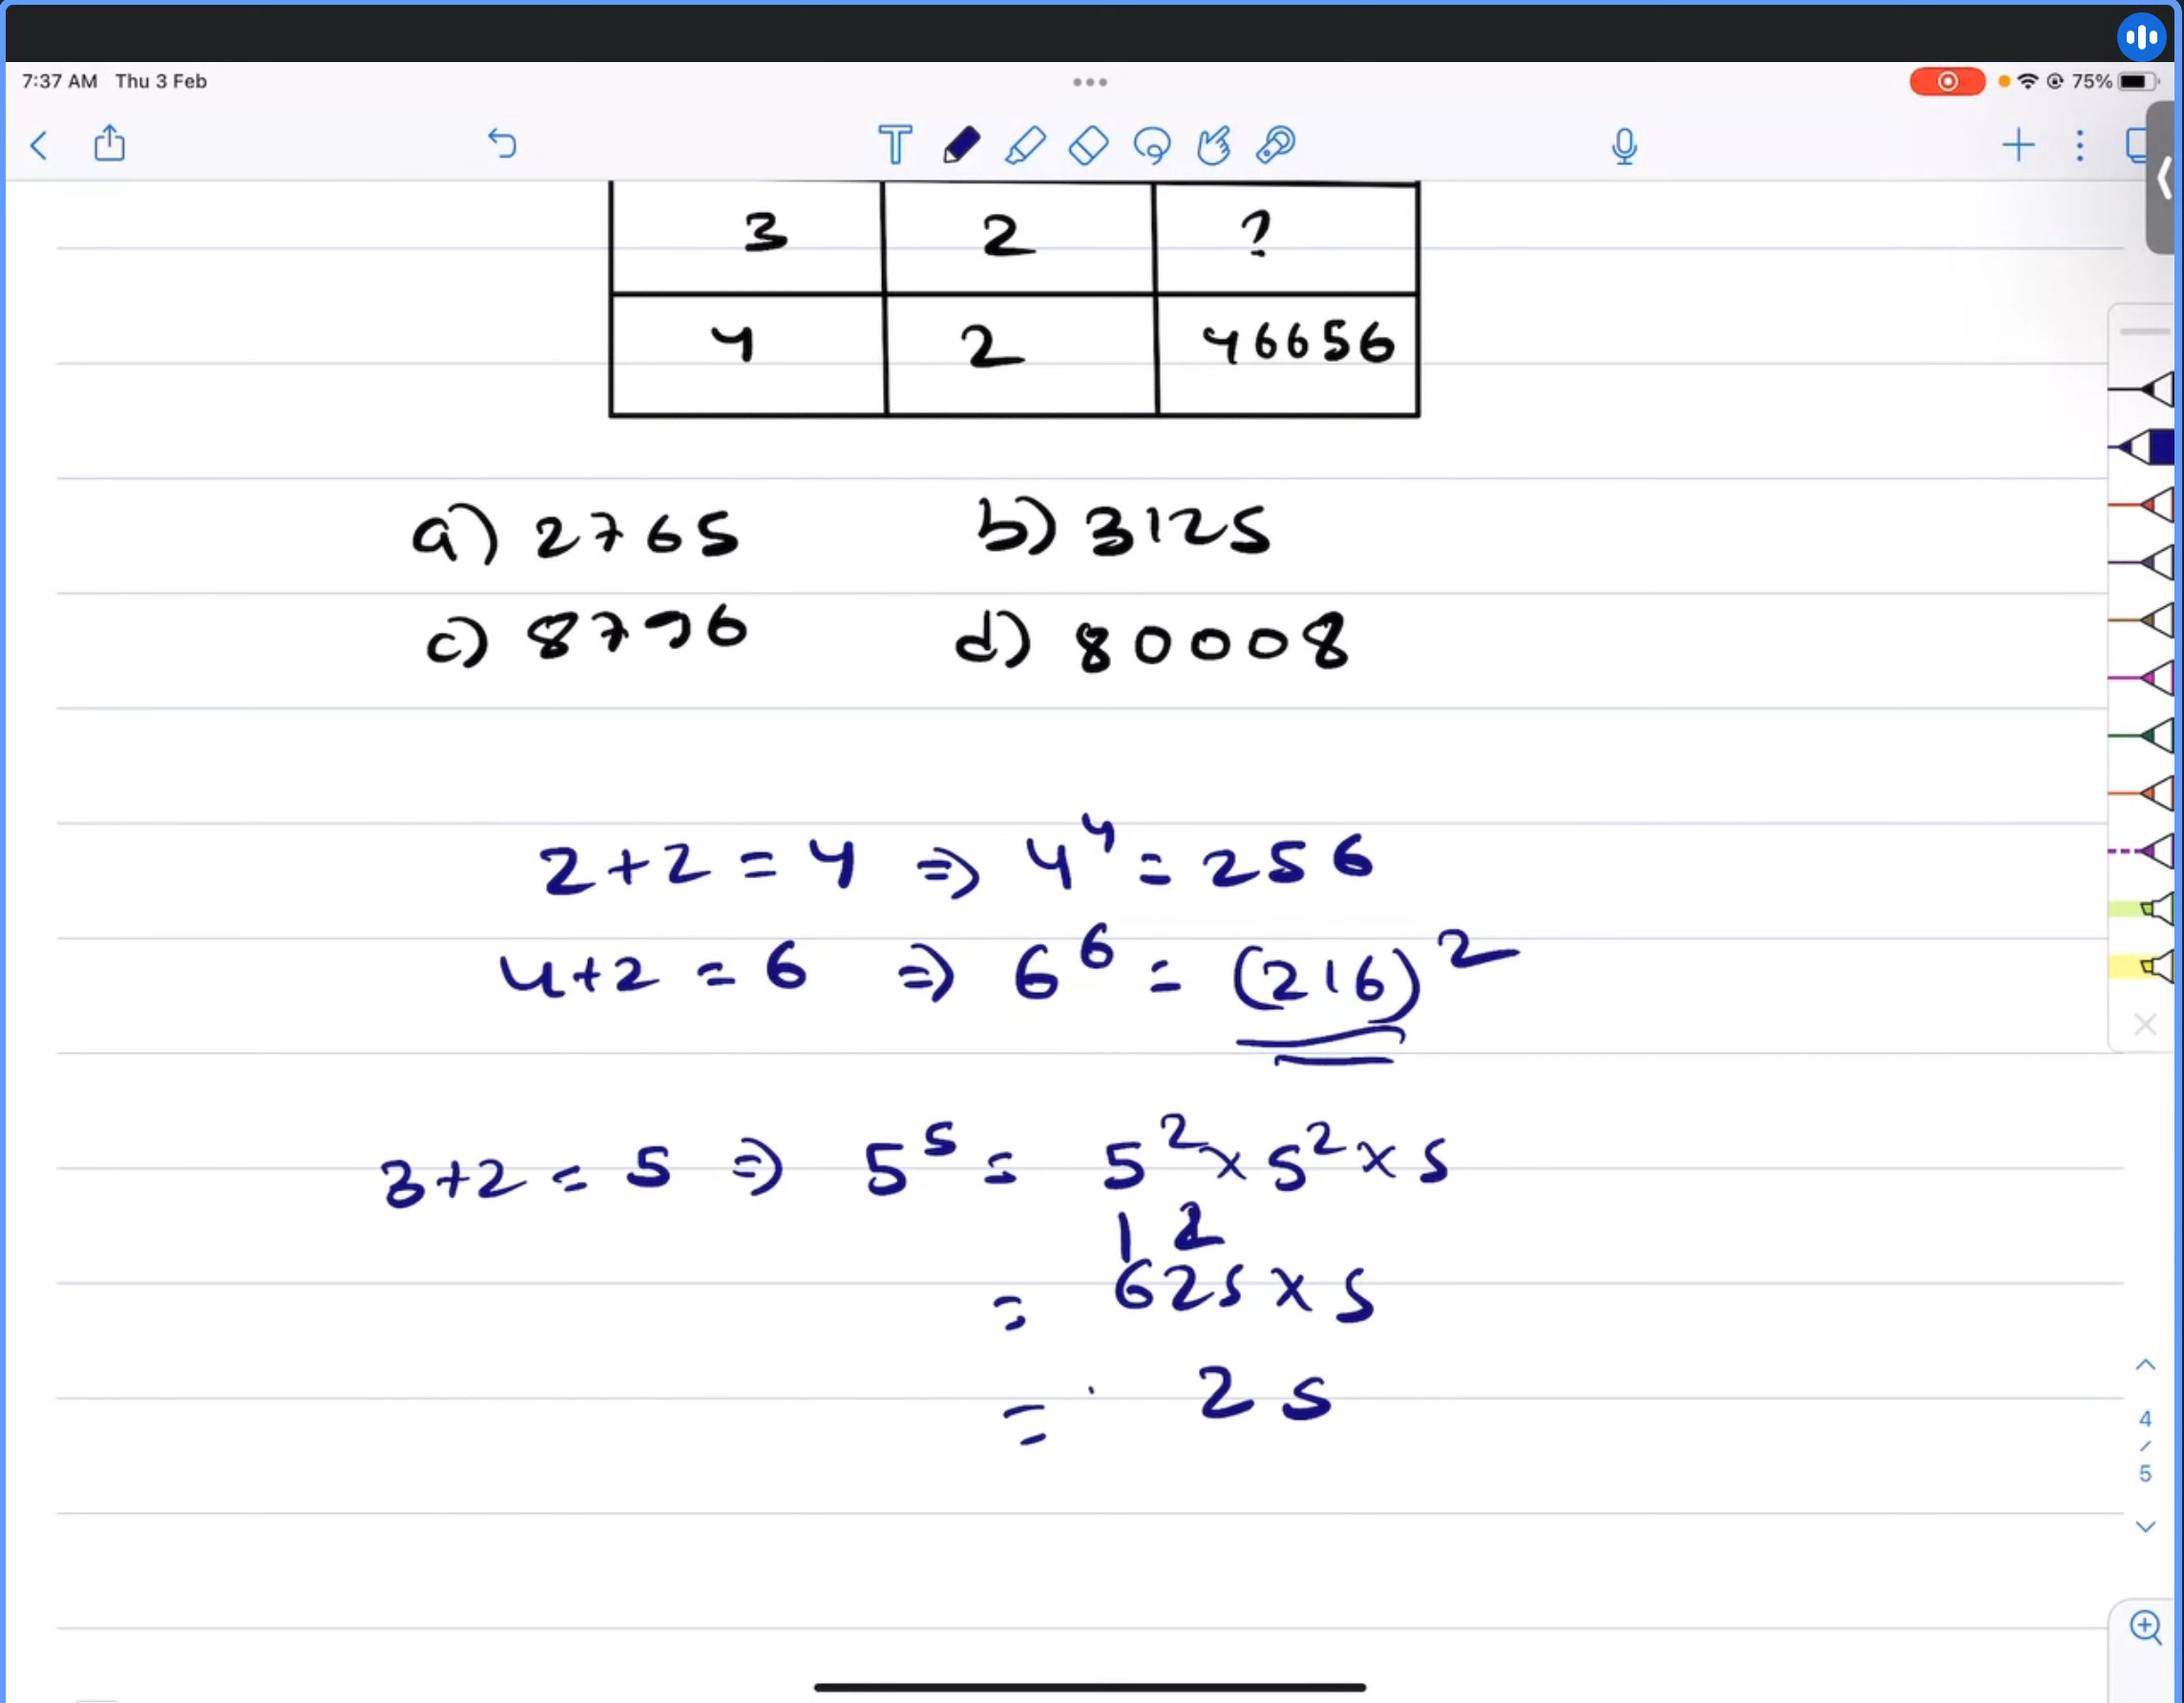 7:37 AM Thu 3 Feb
75%
T
3 2 ?
4 2 46656
a) 2765 b) 3125
c) 8776 d) 80008
2+2 = 4 ⇒ 4⁴ = 256
4+2 = 6 ⇒ 6⁶ = (216)²
3+2 = 5 ⇒ 5⁵ = 5² × 5² × 5
1 2
= 625 × 5
= 25
4
/
5